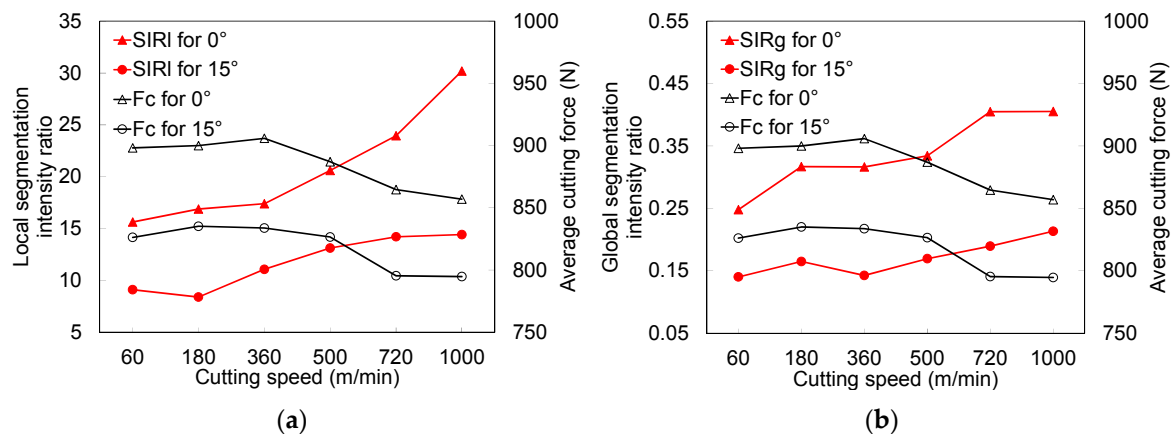 35
30
25
20
15
10
5
Local segmentation
intensity ratio
SIRl for 0°
SIRl for 15°
Fc for 0°
Fc for 15°
1000
950
900
850
800
750
Average cutting force (N)
60 180 360 500 720 1000
Cutting speed (m/min)
(a)
0.55
0.45
0.35
0.25
0.15
0.05
Global segmentation
intensity ratio
SIRg for 0°
SIRg for 15°
Fc for 0°
Fc for 15°
1000
950
900
850
800
750
Average cutting force (N)
60 180 360 500 720 1000
Cutting speed (m/min)
(b)